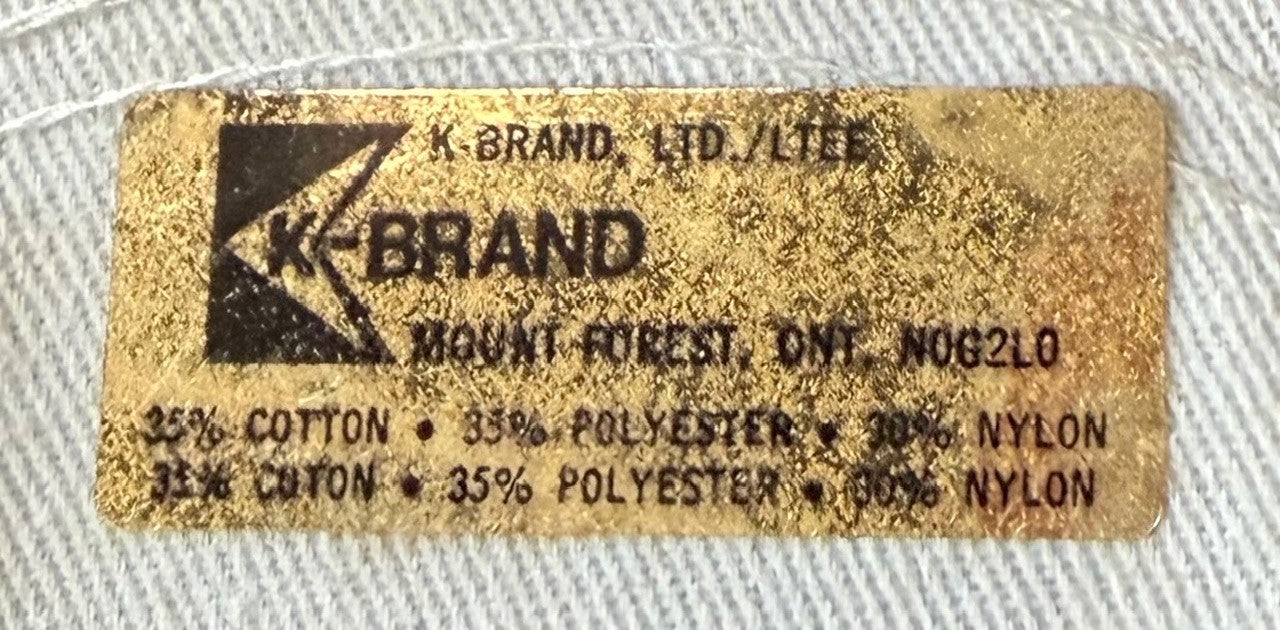 K-BRAND, LTD./LTEE
K-BRAND
MOUNT FOREST, ONT. N0G2L0
35% COTTON • 35% POLYESTER • 30% NYLON
35% COTON • 35% POLYESTER • 30% NYLON